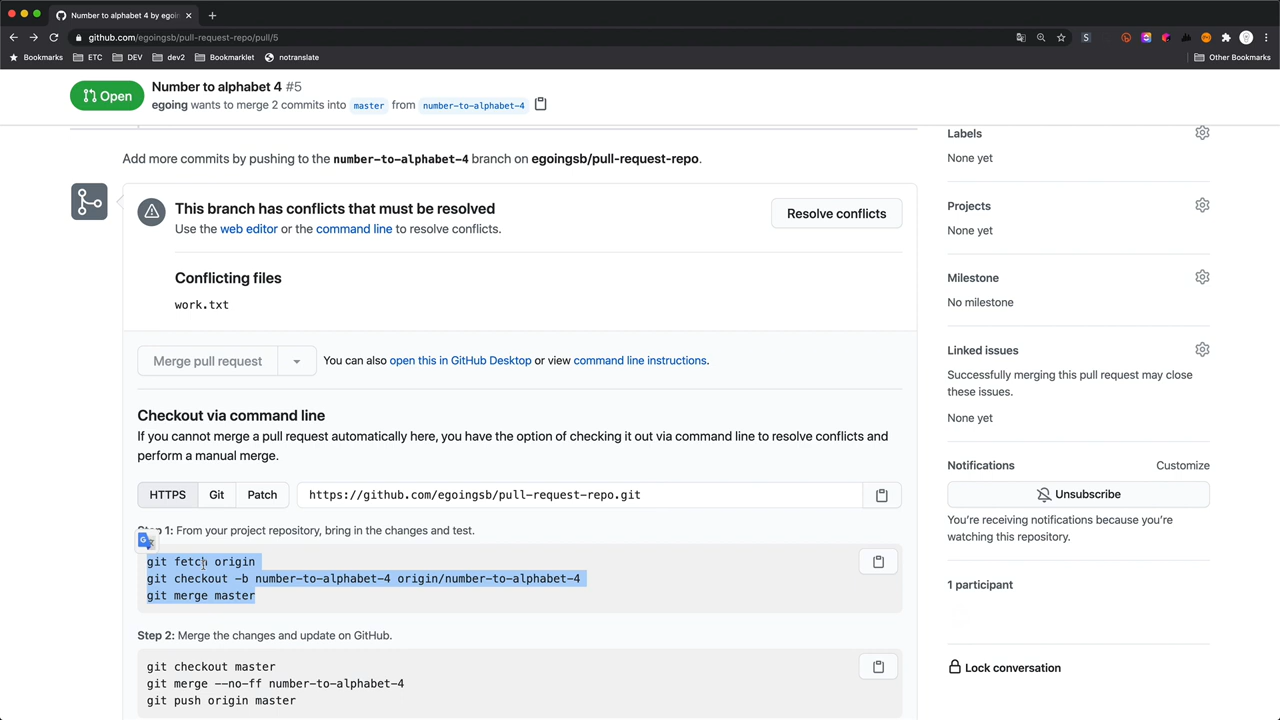 Number to alphabet 4 by egoin
github.com/egoingsb/pull-request-repo/pull/5
Bookmarks ETC DEV dev2 Bookmarklet notranslate Other Bookmarks
Open
Number to alphabet 4 #5
egoing wants to merge 2 commits into master from number-to-alphabet-4
Add more commits by pushing to the number-to-alphabet-4 branch on egoingsb/pull-request-repo.
This branch has conflicts that must be resolved
Use the web editor or the command line to resolve conflicts.
Resolve conflicts
Conflicting files
work.txt
Merge pull request
You can also open this in GitHub Desktop or view command line instructions.
Checkout via command line
If you cannot merge a pull request automatically here, you have the option of checking it out via command line to resolve conflicts and
perform a manual merge.
HTTPS Git Patch https://github.com/egoingsb/pull-request-repo.git
Step 1: From your project repository, bring in the changes and test.
git fetch origin
git checkout -b number-to-alphabet-4 origin/number-to-alphabet-4
git merge master
Step 2: Merge the changes and update on GitHub.
git checkout master
git merge --no-ff number-to-alphabet-4
git push origin master
Labels
None yet
Projects
None yet
Milestone
No milestone
Linked issues
Successfully merging this pull request may close
these issues.
None yet
Notifications Customize
Unsubscribe
You're receiving notifications because you're
watching this repository.
1 participant
Lock conversation